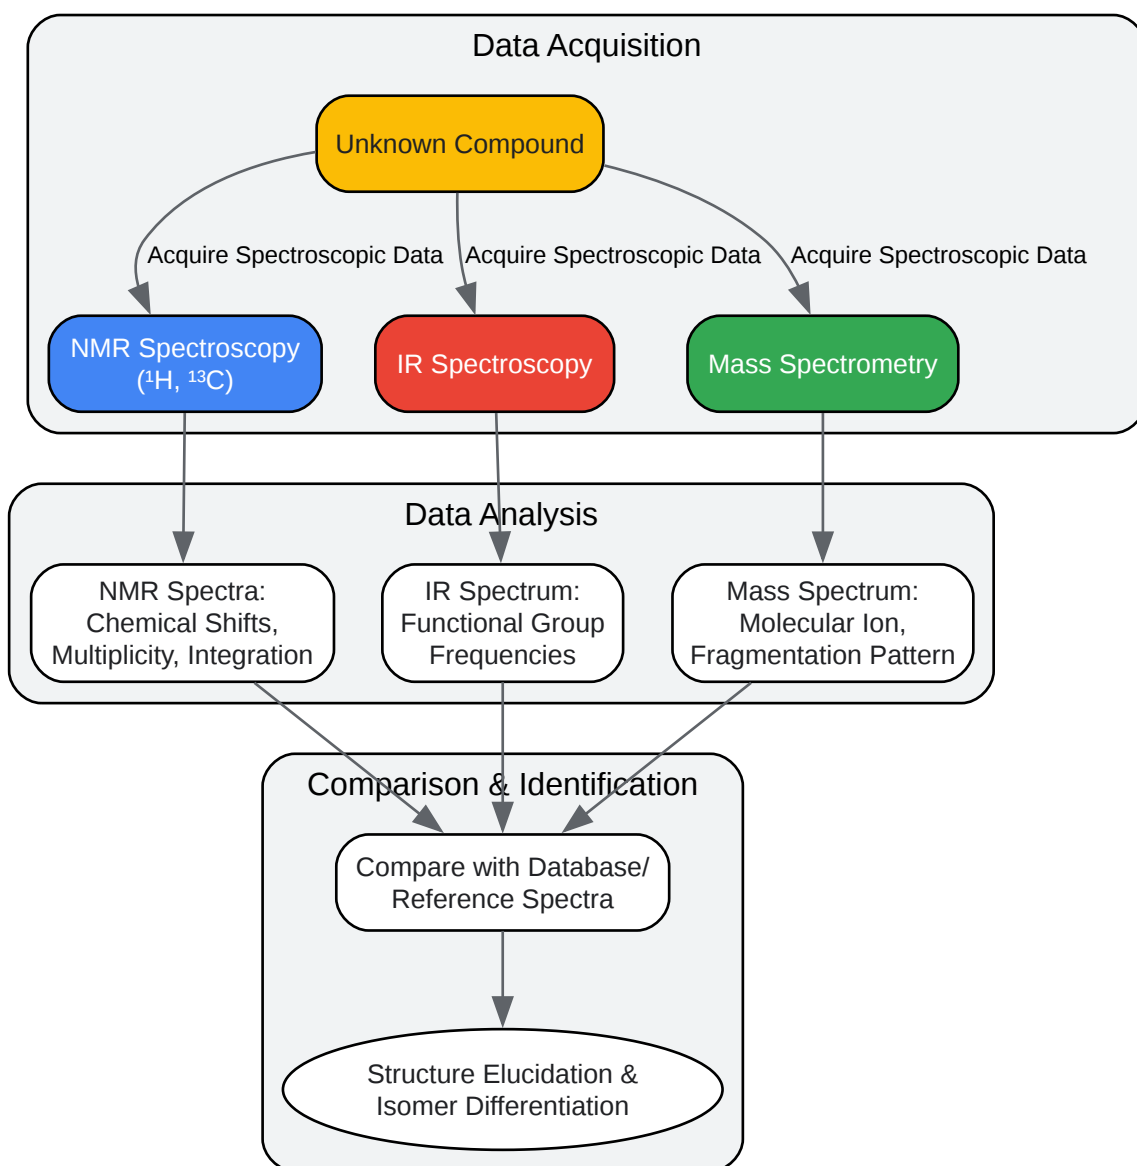 Data Acquisition
Unknown Compound
Acquire Spectroscopic Data
Acquire Spectroscopic Data
Acquire Spectroscopic Data
NMR Spectroscopy
(¹H, ¹³C)
IR Spectroscopy
Mass Spectrometry
Data Analysis
NMR Spectra:
Chemical Shifts,
Multiplicity, Integration
IR Spectrum:
Functional Group
Frequencies
Mass Spectrum:
Molecular Ion,
Fragmentation Pattern
Comparison & Identification
Compare with Database/
Reference Spectra
Structure Elucidation &
Isomer Differentiation